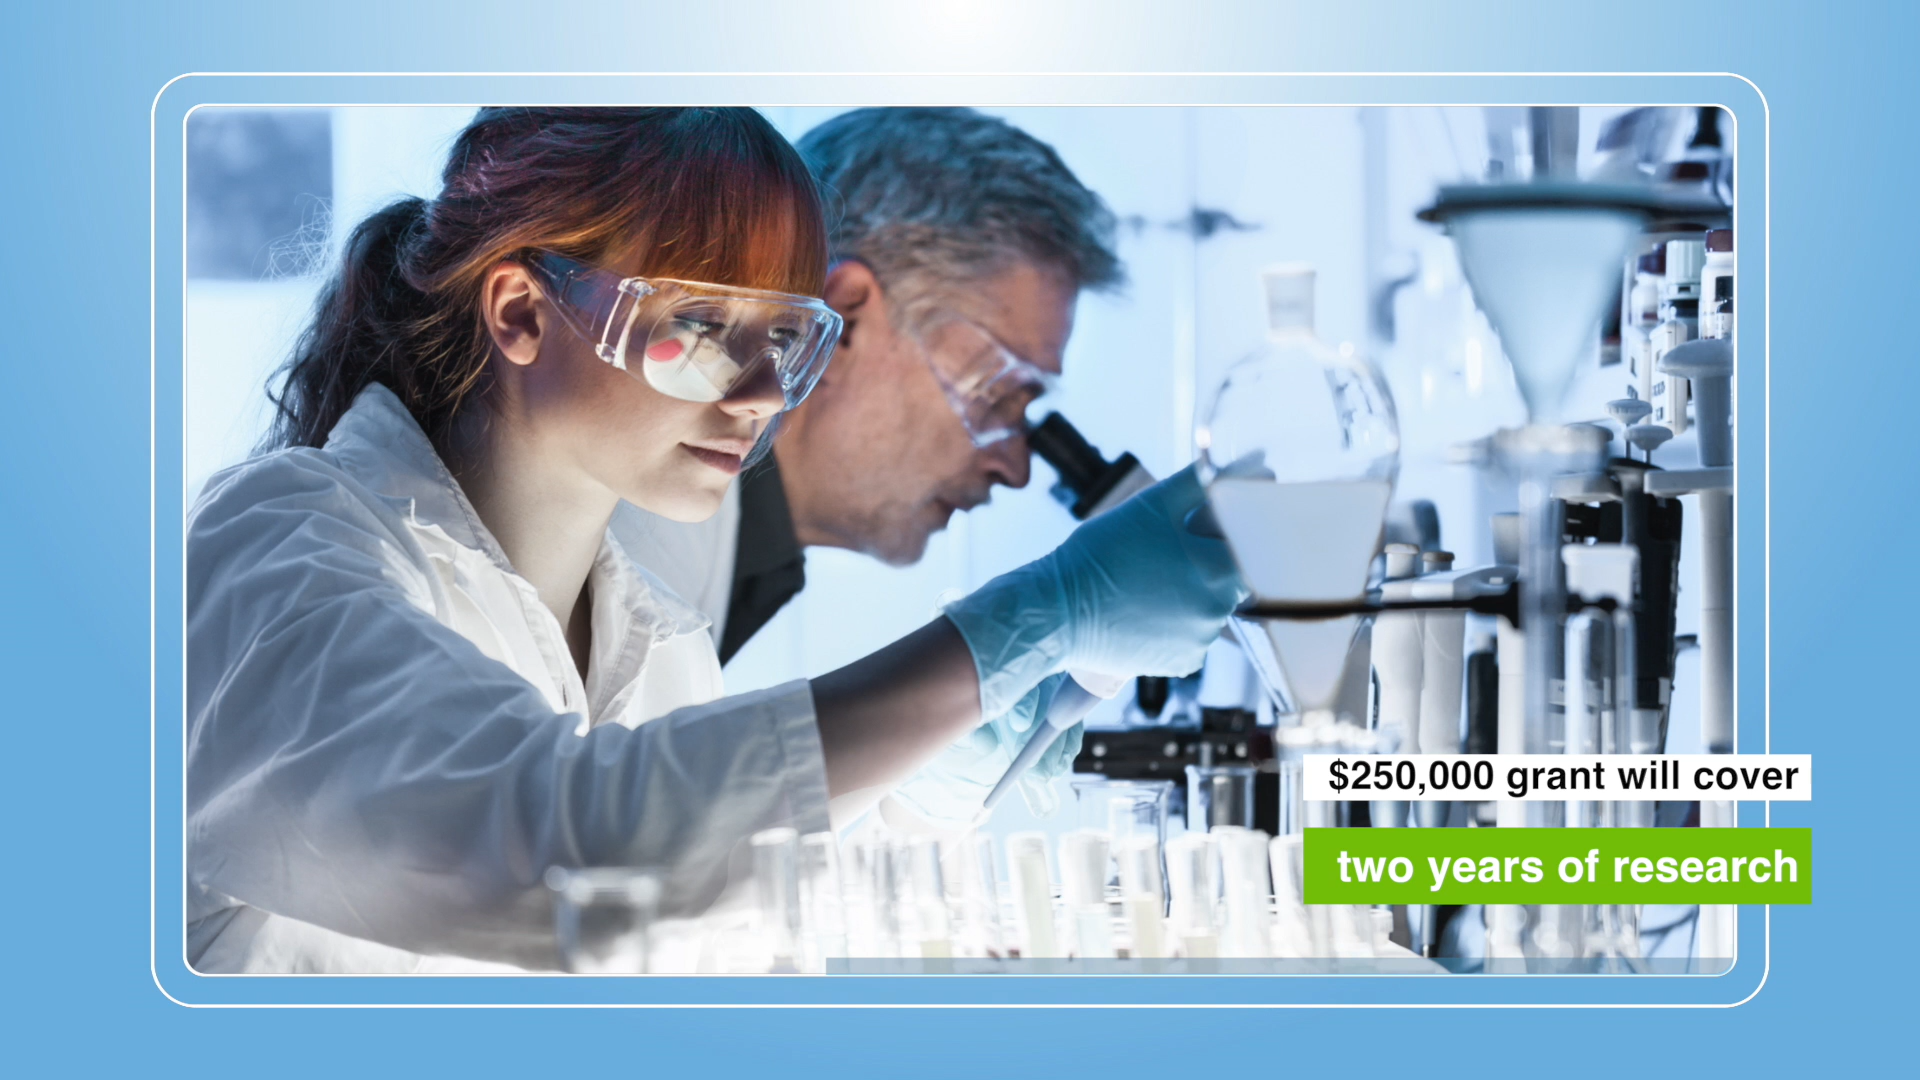 $250,000 grant will cover
two years of research